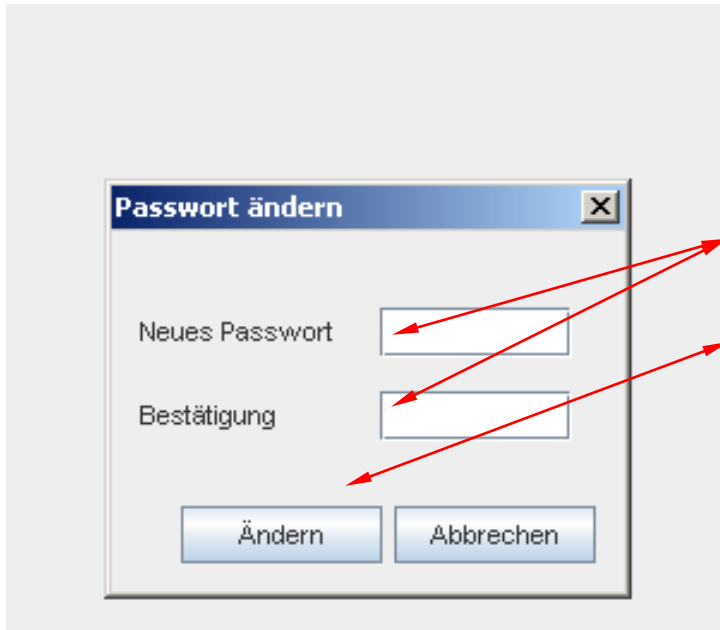 Passwort ändern
Neues Passwort
Bestätigung
Ändern Abbrechen